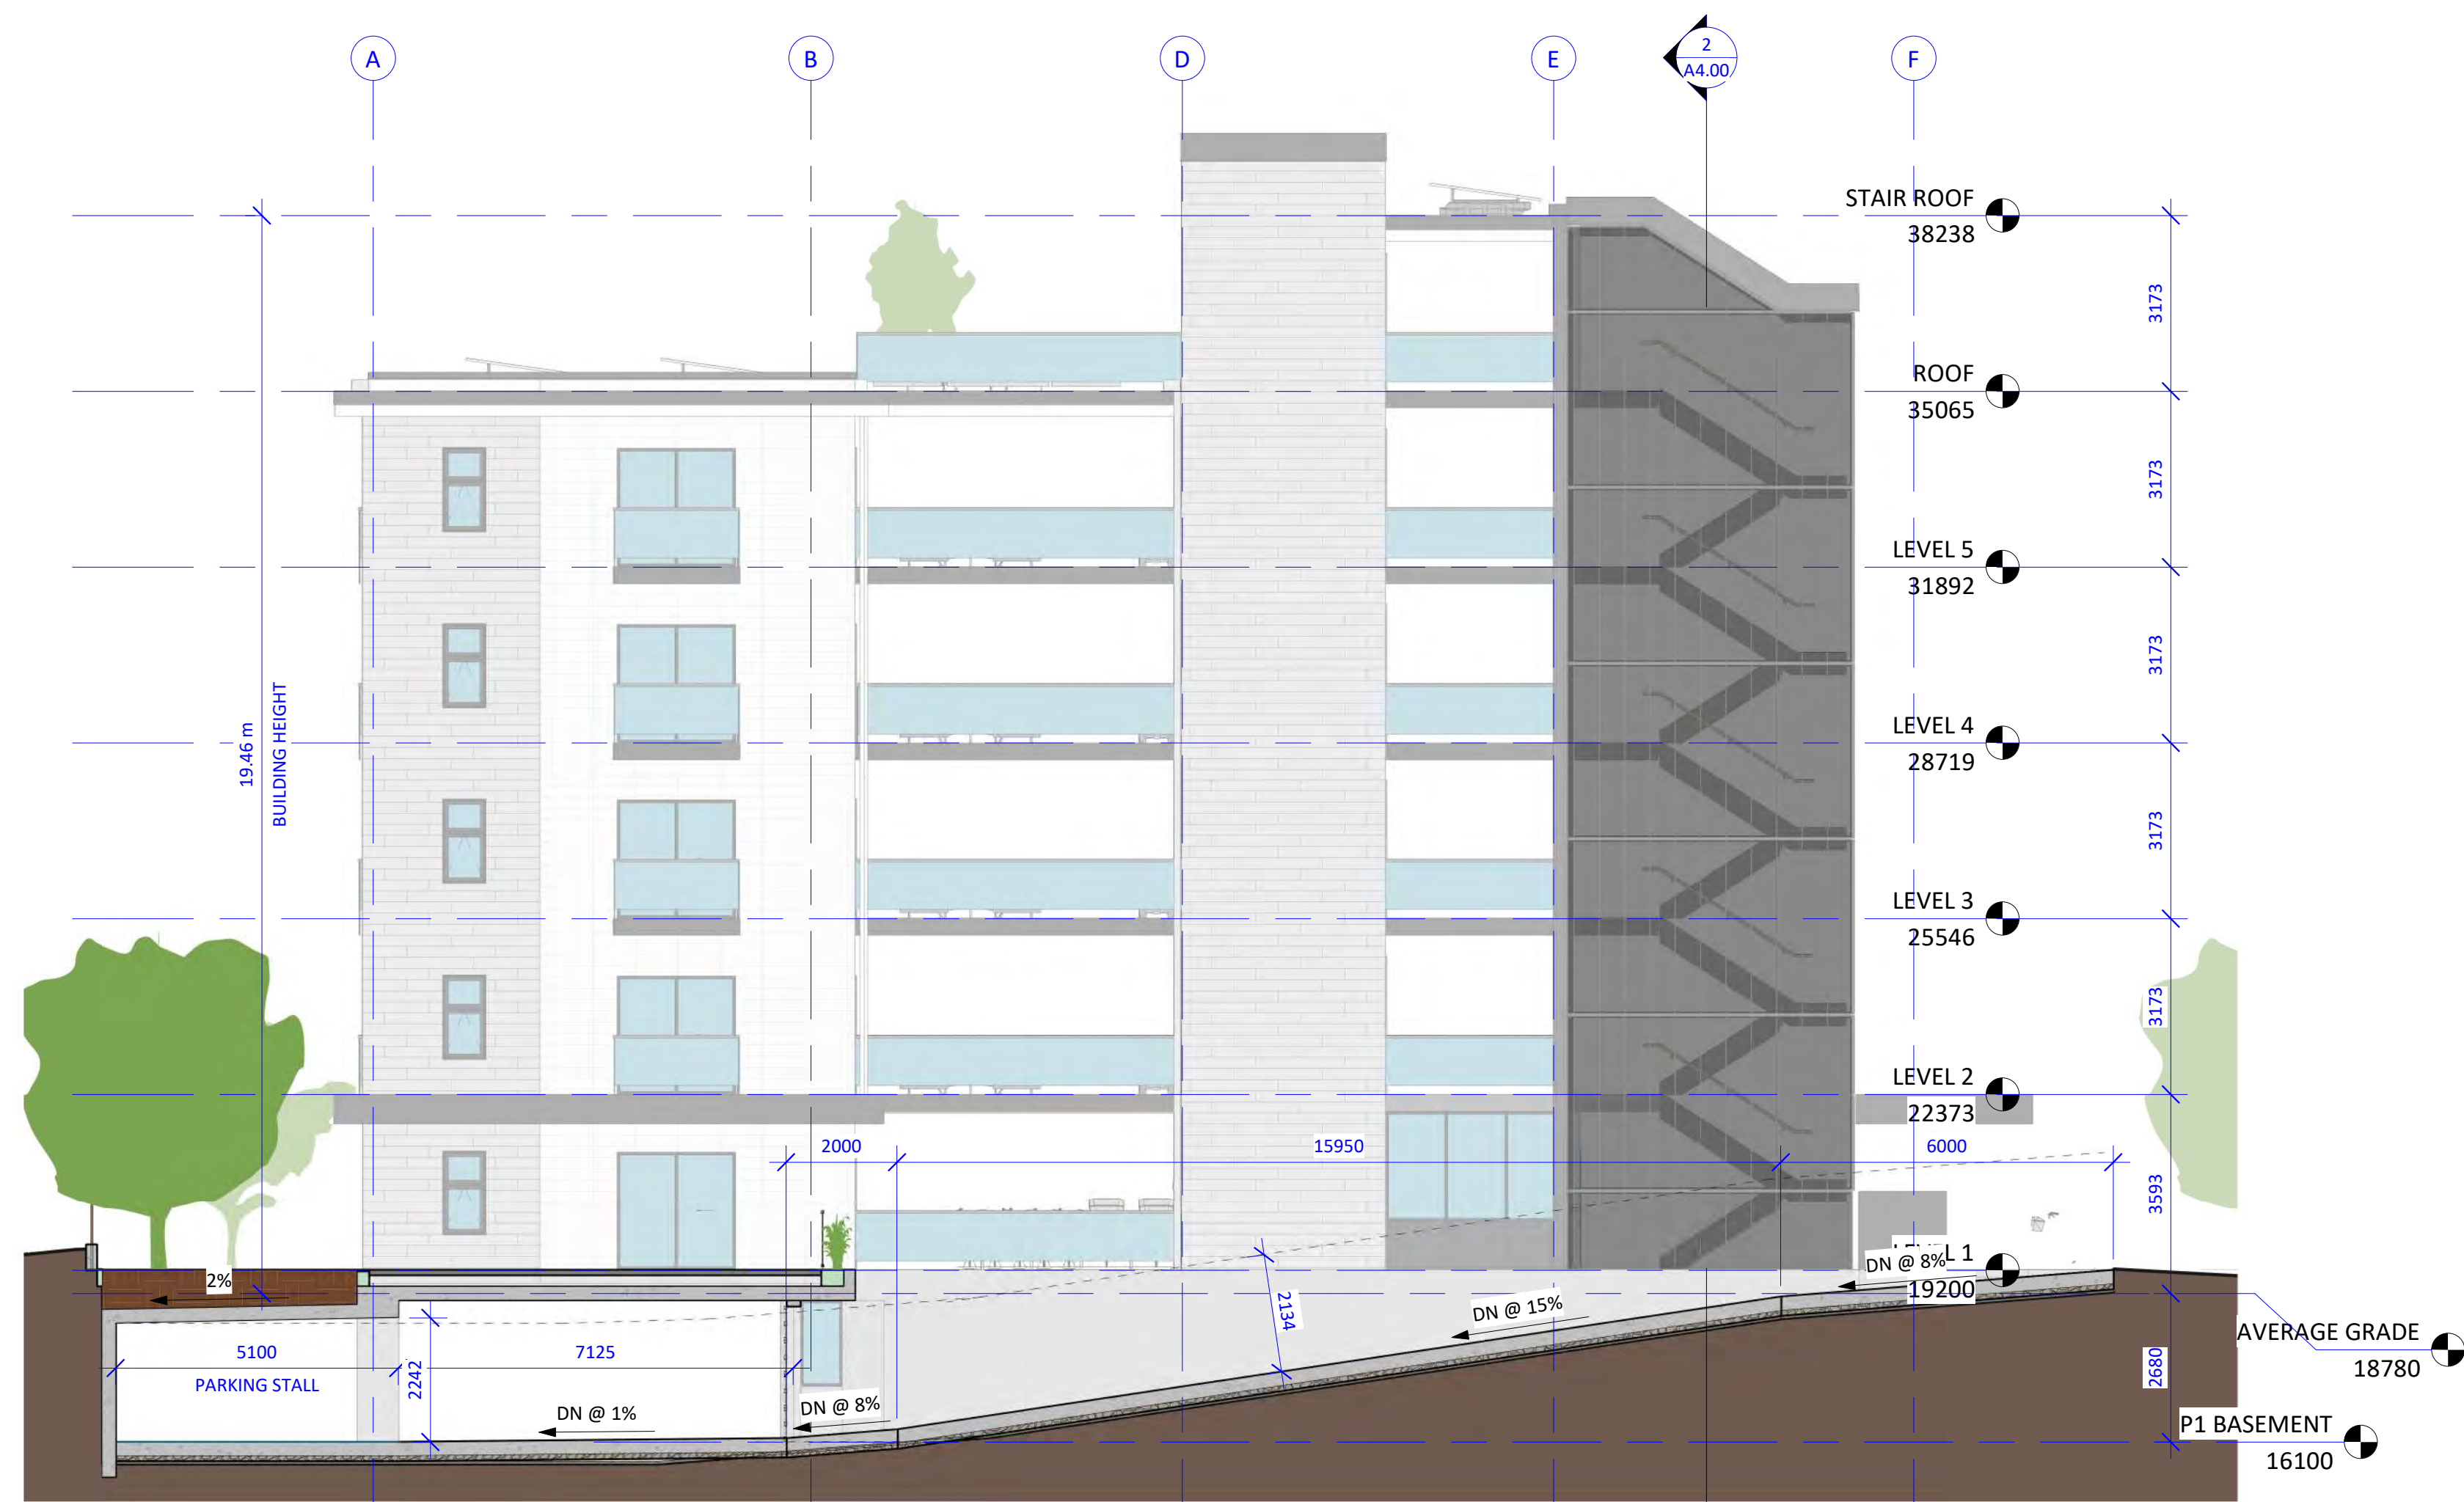 A
B
D
E
2
A4.00
F
STAIR ROOF
38238
3173
ROOF
35065
3173
LEVEL 5
31892
3173
19.46 m
BUILDING HEIGHT
LEVEL 4
28719
3173
LEVEL 3
25546
3173
LEVEL 2
22373
2000
15950
6000
3593
2%
LEVEL 1
19200
DN @ 8%
2134
DN @ 15%
5100
PARKING STALL
7125
2242
DN @ 1%
DN @ 8%
AVERAGE GRADE
18780
2680
P1 BASEMENT
16100